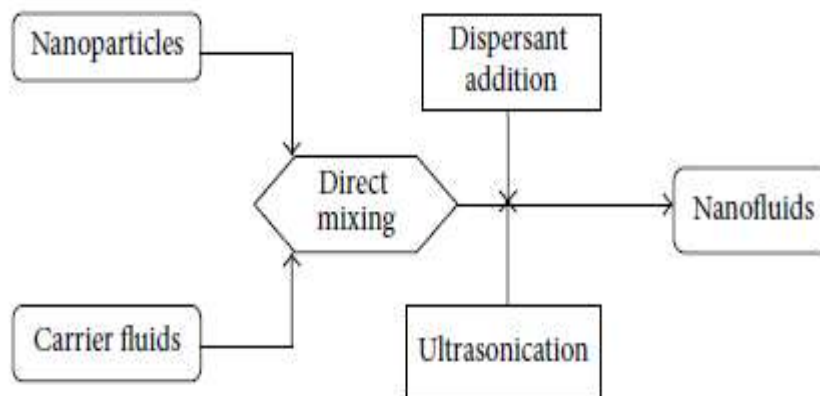 Nanoparticles
Dispersant
addition
Direct
mixing
Nanofluids
Carrier fluids
Ultrasonication